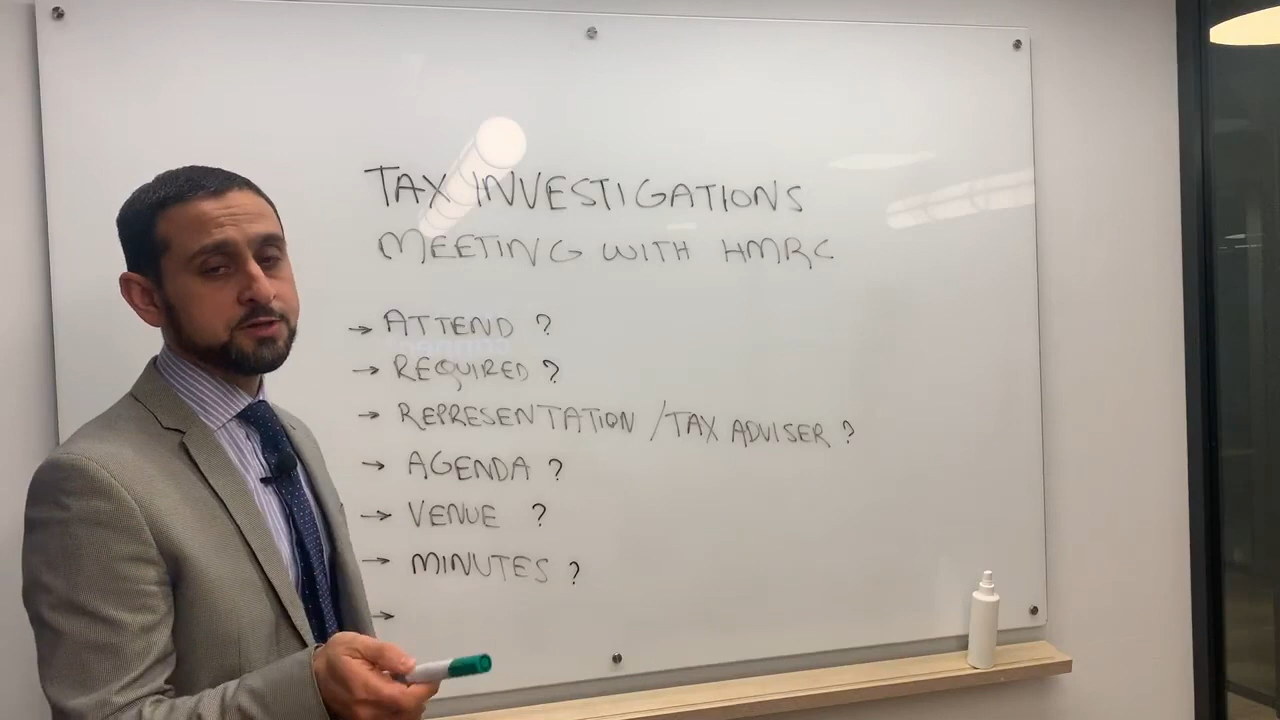 TAX INVESTIGATIONS
MEETING WITH HMRC
→ ATTEND ?
→ REQUIRED ?
→ REPRESENTATION / TAX ADVISER ?
→ AGENDA ?
→ VENUE ?
→ MINUTES ?
→